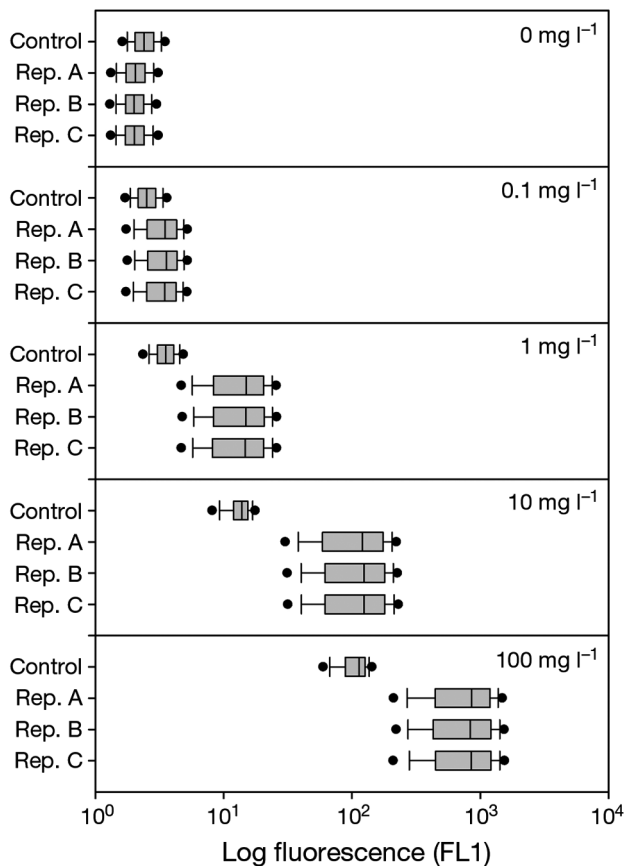 0 mg l⁻¹
Control
Rep. A
Rep. B
Rep. C
0.1 mg l⁻¹
Control
Rep. A
Rep. B
Rep. C
1 mg l⁻¹
Control
Rep. A
Rep. B
Rep. C
10 mg l⁻¹
Control
Rep. A
Rep. B
Rep. C
100 mg l⁻¹
Control
Rep. A
Rep. B
Rep. C
10⁰ 10¹ 10² 10³ 10⁴
Log fluorescence (FL1)